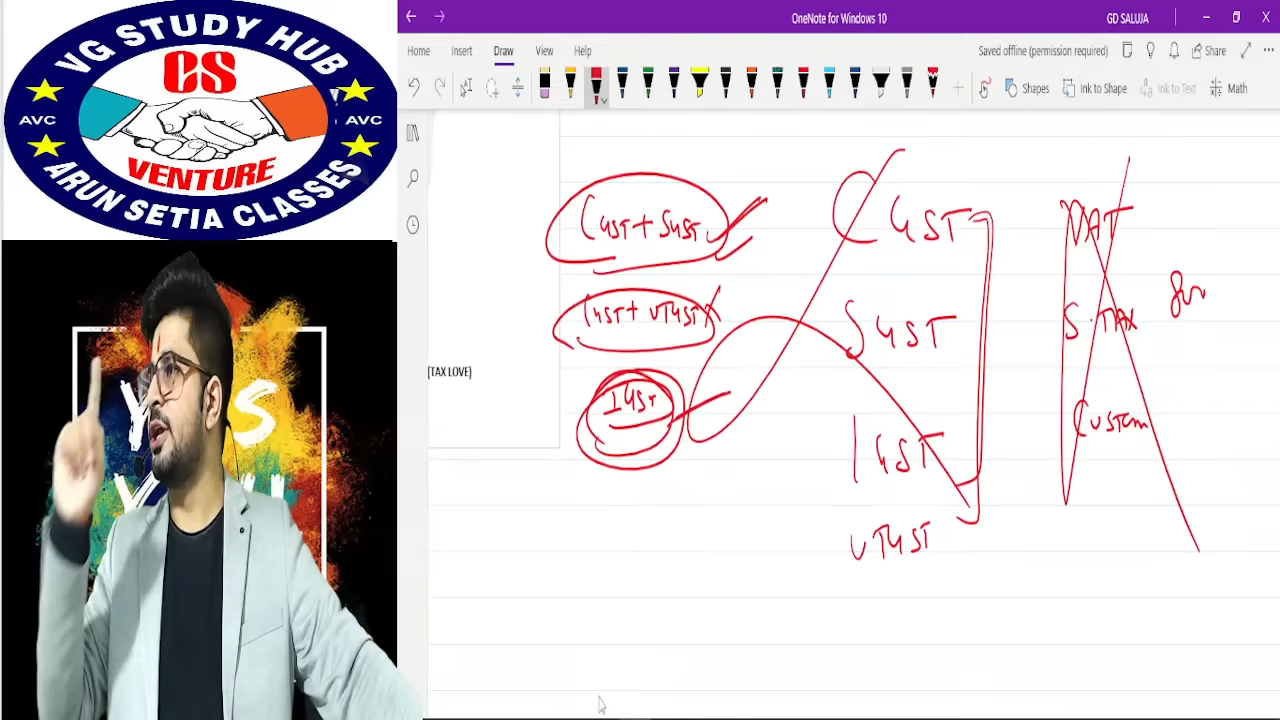 VG STUDY HUB
CS
AVC
AVC
VENTURE
ARUN SETIA CLASSES
OneNote for Windows 10
GD SALUJA
Home Insert Draw View Help
Saved offline (permission required)
Share
Shapes
Ink to Shape
Ink to Text
Math
(TAX LOVE)
CGST + SGST
CGST + UTGST
IGST
CGST
SGST
IGST
UTGST
VAT
S.TAX
Custom